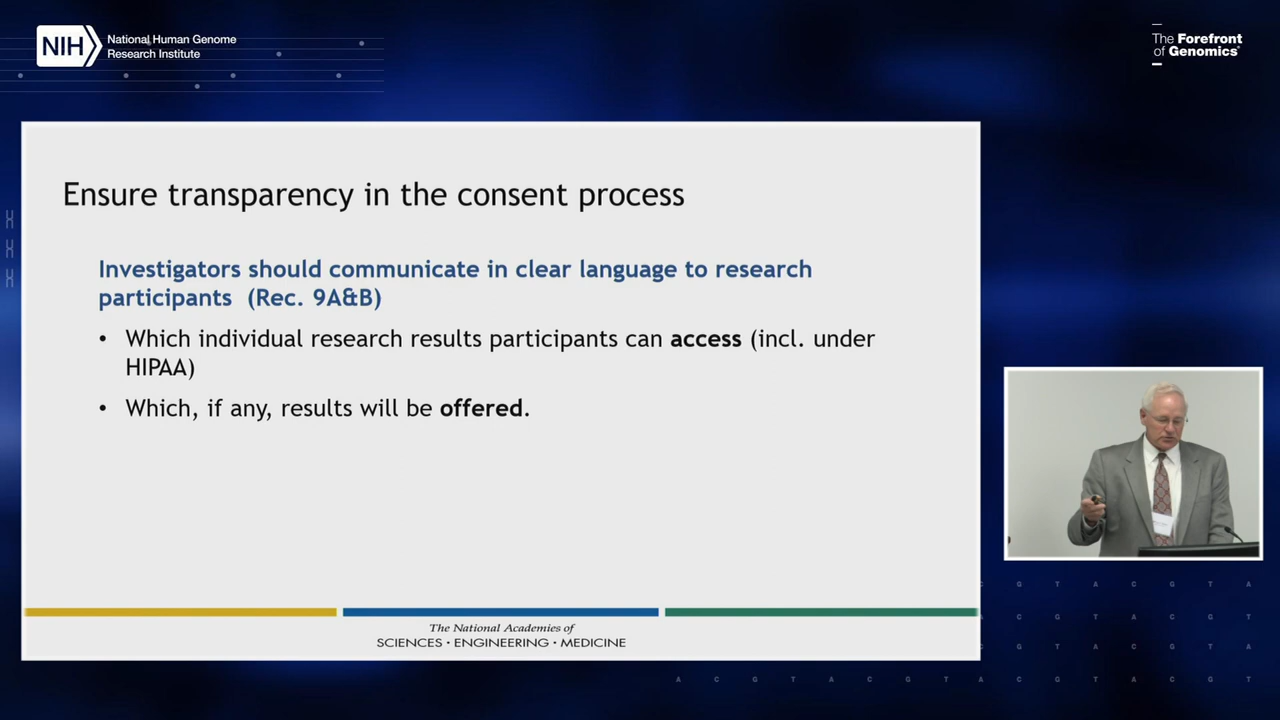 NIH
National Human Genome
Research Institute
The Forefront
of Genomics®
Ensure transparency in the consent process
Investigators should communicate in clear language to research
participants (Rec. 9A&B)
• Which individual research results participants can access (incl. under
HIPAA)
• Which, if any, results will be offered.
The National Academies of
SCIENCES · ENGINEERING · MEDICINE
C G T A C G T A
G T A C G T
G T A C G T A
A C G T A C G T A C G T A C G T